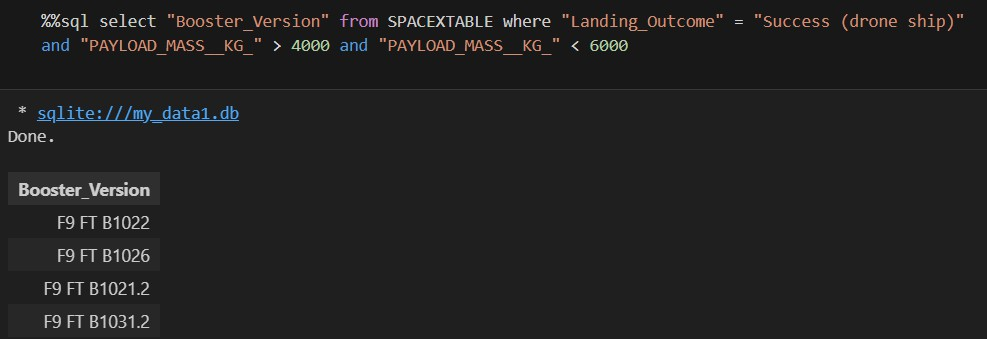 %%sql select "Booster_Version" from SPACEXTABLE where "Landing_Outcome" = "Success (drone ship)"
and "PAYLOAD_MASS__KG_" > 4000 and "PAYLOAD_MASS__KG_" < 6000
* sqlite:///my_data1.db
Done.
Booster_Version
F9 FT B1022
F9 FT B1026
F9 FT B1021.2
F9 FT B1031.2